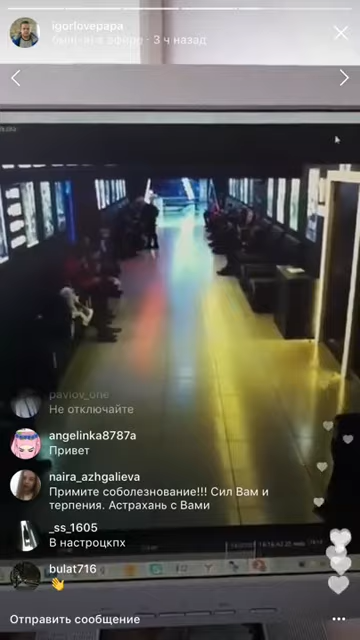 igorlovepapa
был(-а) в эфире · 3 ч назад
pavlov_one
Не отключайте
angelinka8787a
Привет
naira_azhgalieva
Примите соболезнование!!! Сил Вам и
терпения. Астрахань с Вами
_ss_1605
В настроцкпх
bulat716
👋
Отправить сообщение